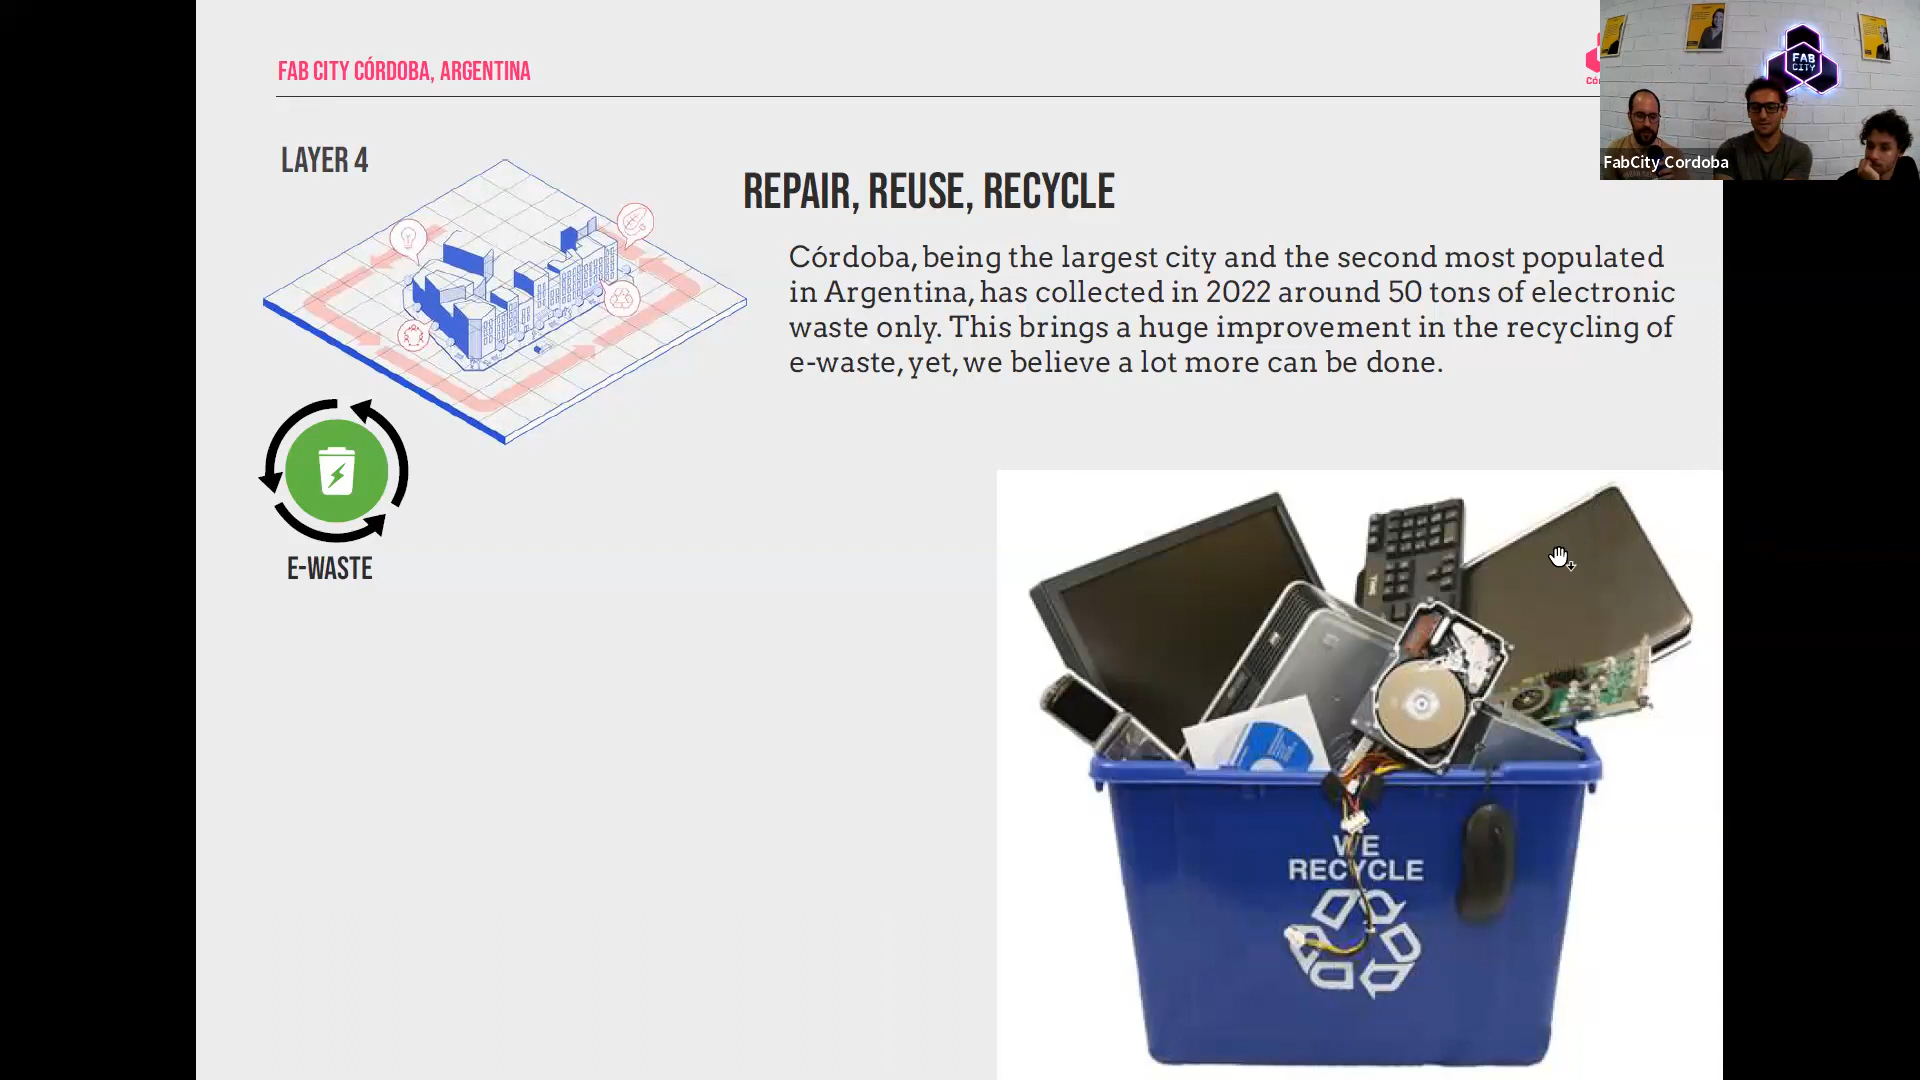 FAB CITY CÓRDOBA, ARGENTINA
LAYER 4
REPAIR, REUSE, RECYCLE
Córdoba, being the largest city and the second most populated
in Argentina, has collected in 2022 around 50 tons of electronic
waste only. This brings a huge improvement in the recycling of
e-waste, yet, we believe a lot more can be done.
E-WASTE
WE
RECYCLE
FAB
CITY
FabCity Cordoba